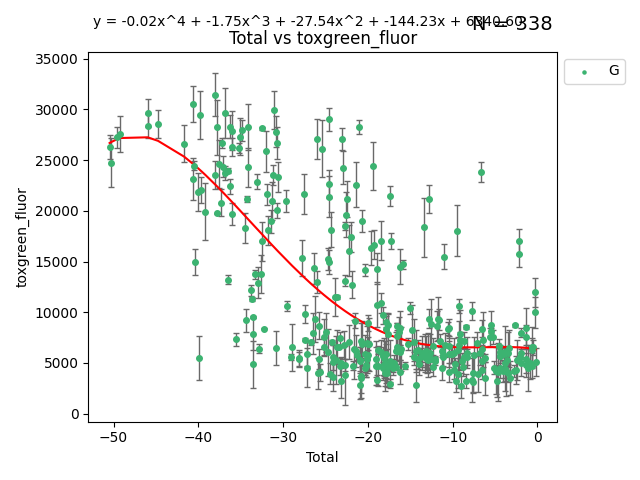 y = -0.02x^4 + -1.75x^3 + -27.54x^2 + -144.23x +
N = 338
Total vs toxgreen_fluor
G
35000
30000
25000
20000
15000
10000
5000
0
toxgreen_fluor
−50
−40
−30
−20
−10
0
Total